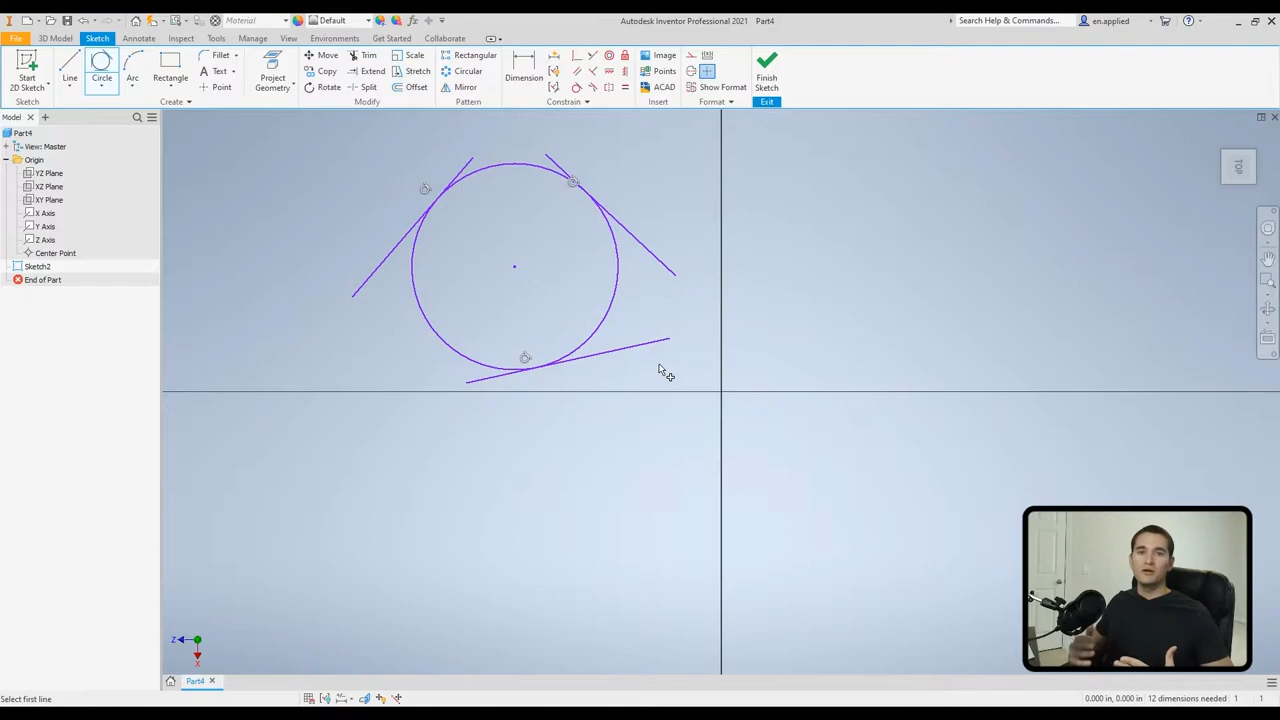 Material
Default
fx
Autodesk Inventor Professional 2021 Part4
Search Help & Commands...
en.applied
File
3D Model
Sketch
Annotate
Inspect
Tools
Manage
View
Environments
Get Started
Collaborate
Start
2D Sketch
Line
Circle
Arc
Rectangle
Fillet
Text
Point
Project
Geometry
Move
Copy
Rotate
Trim
Extend
Split
Scale
Stretch
Offset
Rectangular
Circular
Mirror
Dimension
Image
Points
ACAD
Show Format
Finish
Sketch
Sketch
Create
Modify
Pattern
Constrain
Insert
Format
Exit
Model
Part4
View: Master
Origin
YZ Plane
XZ Plane
XY Plane
X Axis
Y Axis
Z Axis
Center Point
Sketch2
End of Part
TOP
Z
X
Part4
Select first line
0.000 in, 0.000 in
12 dimensions needed
1
1